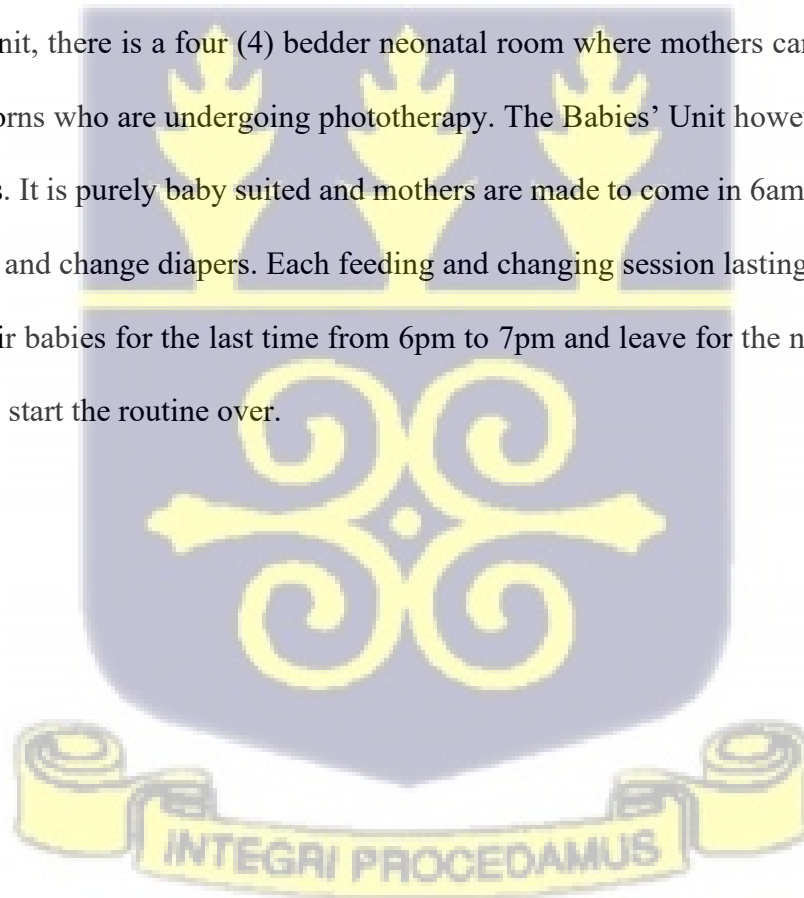 nit, there is a four (4) bedder neonatal room where mothers can
orns who are undergoing phototherapy. The Babies' Unit howe
s. It is purely baby suited and mothers are made to come in 6am
and change diapers. Each feeding and changing session lasting
ir babies for the last time from 6pm to 7pm and leave for the n
start the routine over.
INTEGRI PROCEDAMUS